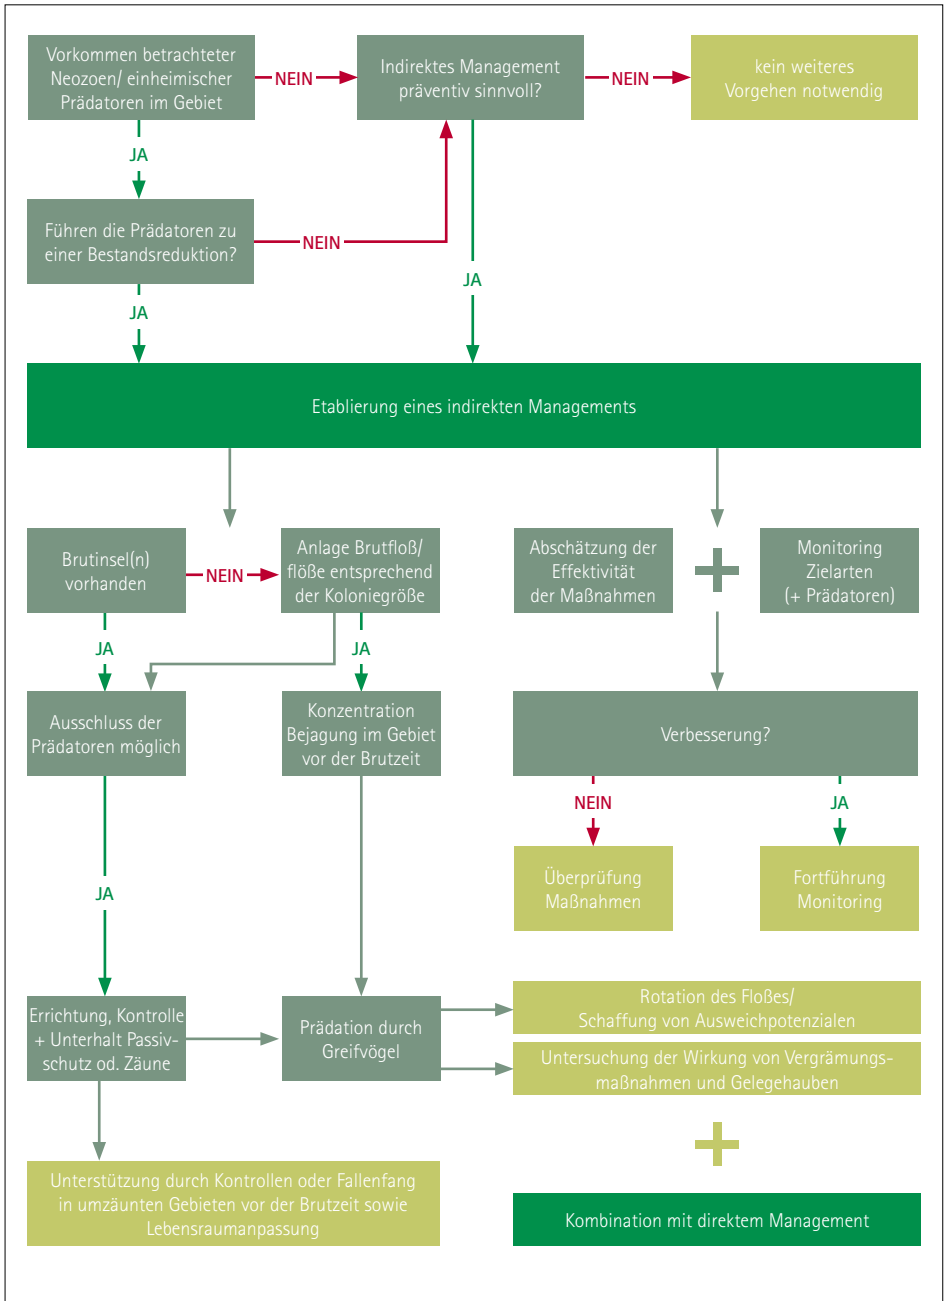 Vorkommen betrachteter
Neozoen/ einheimischer
Prädatoren im Gebiet
NEIN
Indirektes Management
präventiv sinnvoll?
NEIN
kein weiteres
Vorgehen notwendig
JA
Führen die Prädatoren zu
einer Bestandsreduktion?
NEIN
JA
JA
Etablierung eines indirekten Managements
Brutinsel(n)
vorhanden
NEIN
Anlage Brutfloß/
flöße entsprechend
der Koloniegröße
Abschätzung der
Effektivität
der Maßnahmen
+
Monitoring
Zielarten
(+ Prädatoren)
JA
JA
Ausschluss der
Prädatoren möglich
Konzentration
Bejagung im Gebiet
vor der Brutzeit
Verbesserung?
NEIN
JA
JA
Überprüfung
Maßnahmen
Fortführung
Monitoring
Errichtung, Kontrolle
+ Unterhalt Passiv-
schutz od. Zäune
Prädation durch
Greifvögel
Rotation des Floßes/
Schaffung von Ausweichpotenzialen
Untersuchung der Wirkung von Vergrämungs-
maßnahmen und Gelegehauben
+
Unterstützung durch Kontrollen oder Fallenfang
in umzäunten Gebieten vor der Brutzeit sowie
Lebensraumanpassung
Kombination mit direktem Management